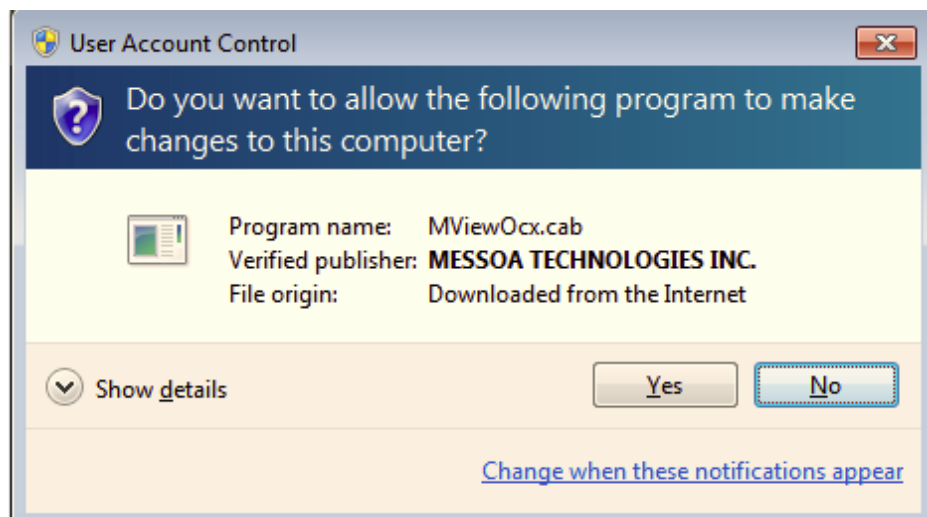 User Account Control
Do you want to allow the following program to make
changes to this computer?
Program name: MViewOcx.cab
Verified publisher: MESSOA TECHNOLOGIES INC.
File origin: Downloaded from the Internet
Show details
Yes
No
Change when these notifications appear